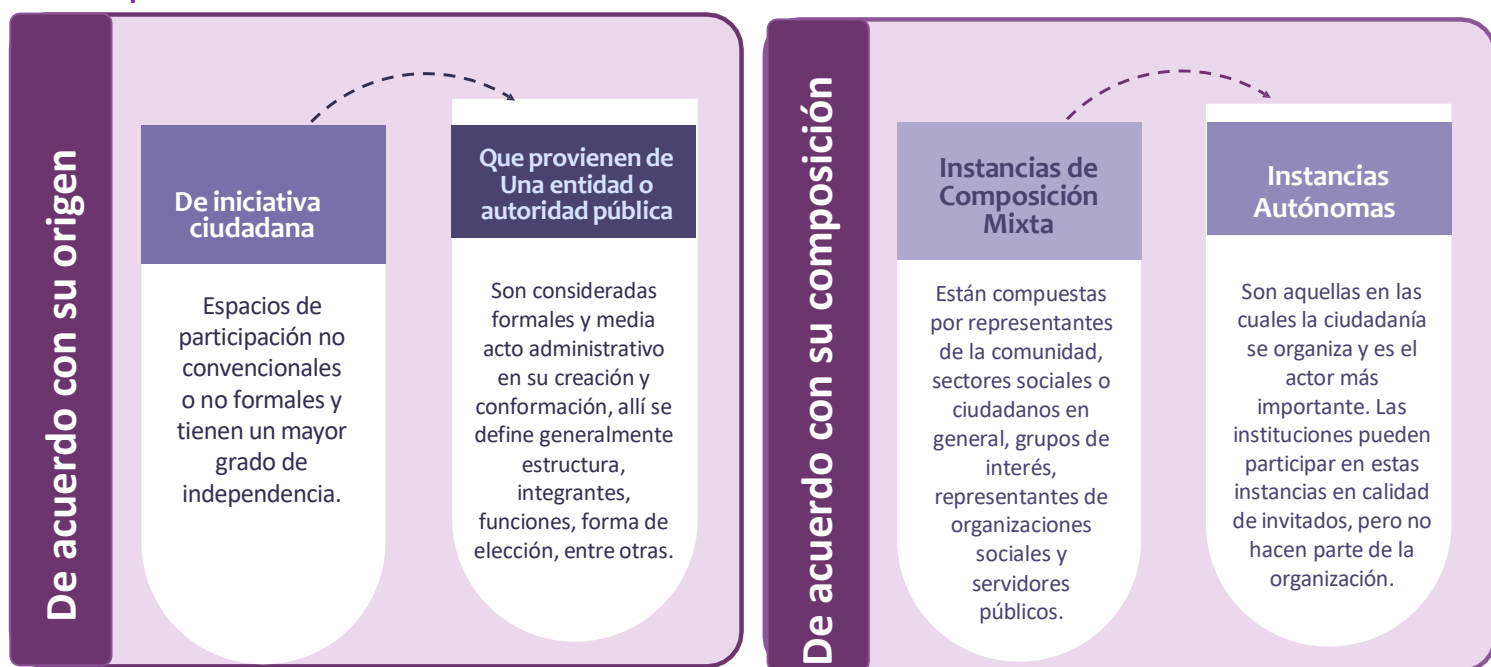 De acuerdo con su origen
De iniciativa
ciudadana
Espacios de
participación no
convencionales
o no formales y
tienen un mayor
grado de
independencia.
Que provienen de
Una entidad o
autoridad pública
Son consideradas
formales y media
acto administrativo
en su creación y
conformación, allí se
define generalmente
estructura,
integrantes,
funciones, forma de
elección, entre otras.
De acuerdo con su composición
Instancias de
Composición
Mixta
Están compuestas
por representantes
de la comunidad,
sectores sociales o
ciudadanos en
general, grupos de
interés,
representantes de
organizaciones
sociales y
servidores
públicos.
Instancias
Autónomas
Son aquellas en las
cuales la ciudadanía
se organiza y es el
actor más
importante. Las
instituciones pueden
participar en estas
instancias en calidad
de invitados, pero no
hacen parte de la
organización.